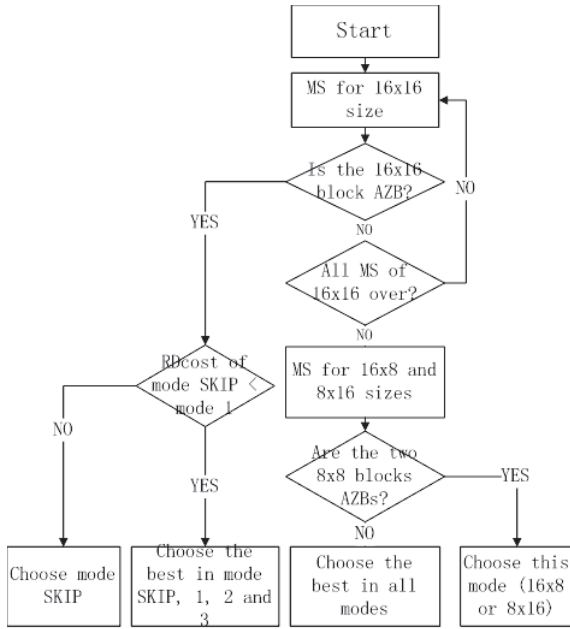 Start
MS for 16x16
size
Is the 16x16
block AZB?
NO
YES
NO
All MS of
16x16 over?
NO
RDcost of
mode SKIP <
mode 1
MS for 16x8 and
8x16 sizes
NO
YES
Are the two
8x8 blocks
AZBs?
YES
NO
Choose mode
SKIP
Choose the
best in mode
SKIP, 1, 2 and
3
Choose the
best in all
modes
Choose this
mode (16x8
or 8x16)